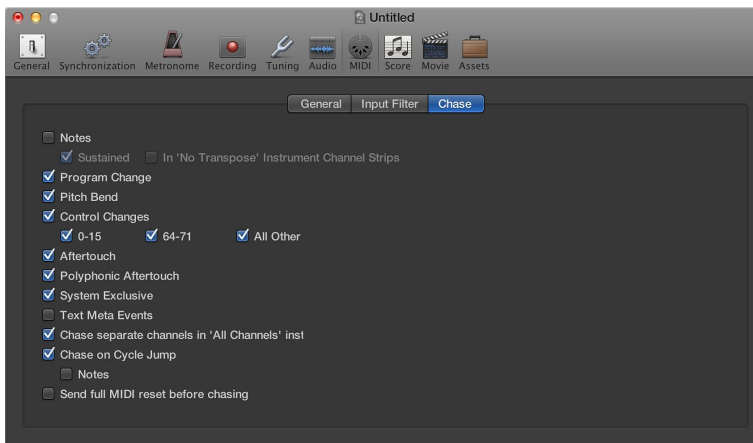 Untitled
General Synchronization Metronome Recording Tuning Audio MIDI Score Movie Assets
General Input Filter Chase
Notes
Sustained In 'No Transpose' Instrument Channel Strips
Program Change
Pitch Bend
Control Changes
0-15 64-71 All Other
Aftertouch
Polyphonic Aftertouch
System Exclusive
Text Meta Events
Chase separate channels in 'All Channels' inst
Chase on Cycle Jump
Notes
Send full MIDI reset before chasing